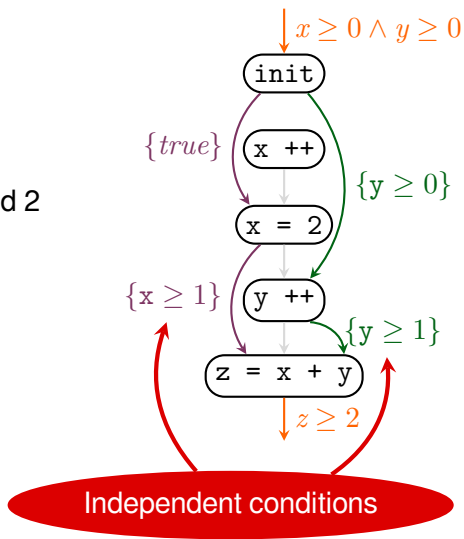 x ≥ 0 ∧ y ≥ 0
init
{true}
x ++
{y ≥ 0}
d 2
x = 2
{x ≥ 1}
y ++
{y ≥ 1}
z = x + y
z ≥ 2
Independent conditions